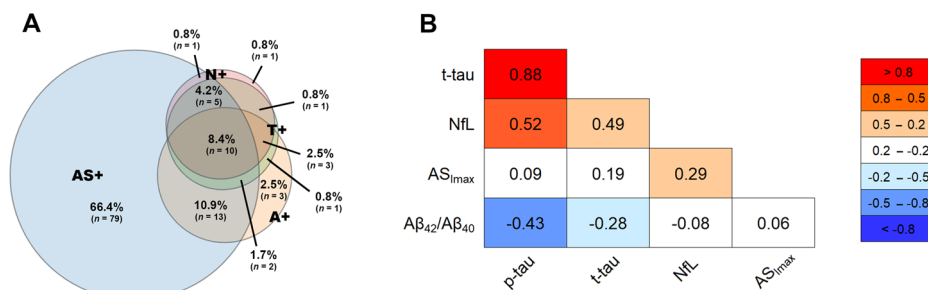 A
0.8%
(n = 1)
0.8%
(n = 1)
N+
4.2%
(n = 5)
0.8%
(n = 1)
T+
8.4%
(n = 10)
2.5%
(n = 3)
AS+
66.4%
(n = 79)
2.5%
(n = 3)
0.8%
(n = 1)
10.9%
(n = 13)
A+
1.7%
(n = 2)
B
t-tau 0.88
NfL 0.52 0.49
AS_Imax 0.09 0.19 0.29
Aβ₄₂/Aβ₄₀ -0.43 -0.28 -0.08 0.06
p-tau t-tau NfL AS_Imax
> 0.8
0.8 – 0.5
0.5 – 0.2
0.2 – -0.2
-0.2 – -0.5
-0.5 – -0.8
< -0.8